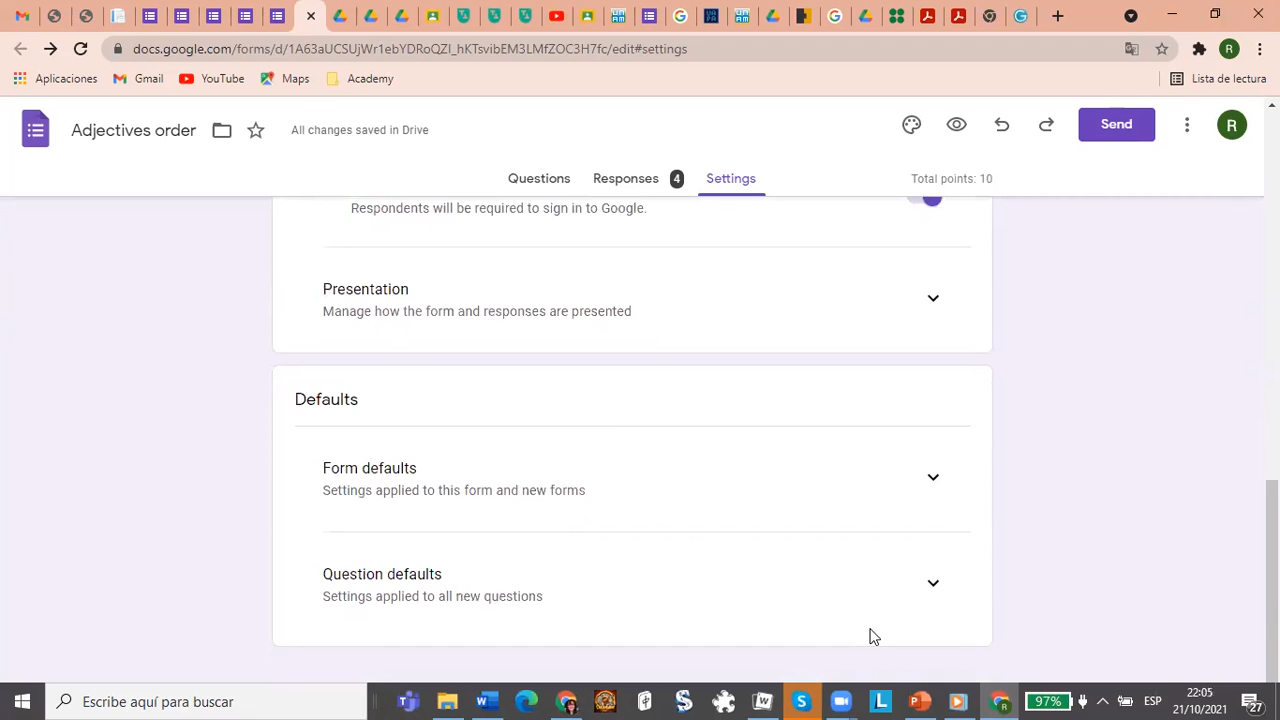 docs.google.com/forms/d/1A63aUCSUjWr1ebYDRoQZI_hKTsvibEM3LMfZOC3H7fc/edit#settings
R
Aplicaciones
Gmail
YouTube
Maps
Academy
Lista de lectura
Adjectives order
All changes saved in Drive
Send
R
Questions
Responses 4
Settings
Total points: 10
Respondents will be required to sign in to Google.
Presentation
Manage how the form and responses are presented
Defaults
Form defaults
Settings applied to this form and new forms
Question defaults
Settings applied to all new questions
Escribe aquí para buscar
97%
ESP
22:05
21/10/2021
27